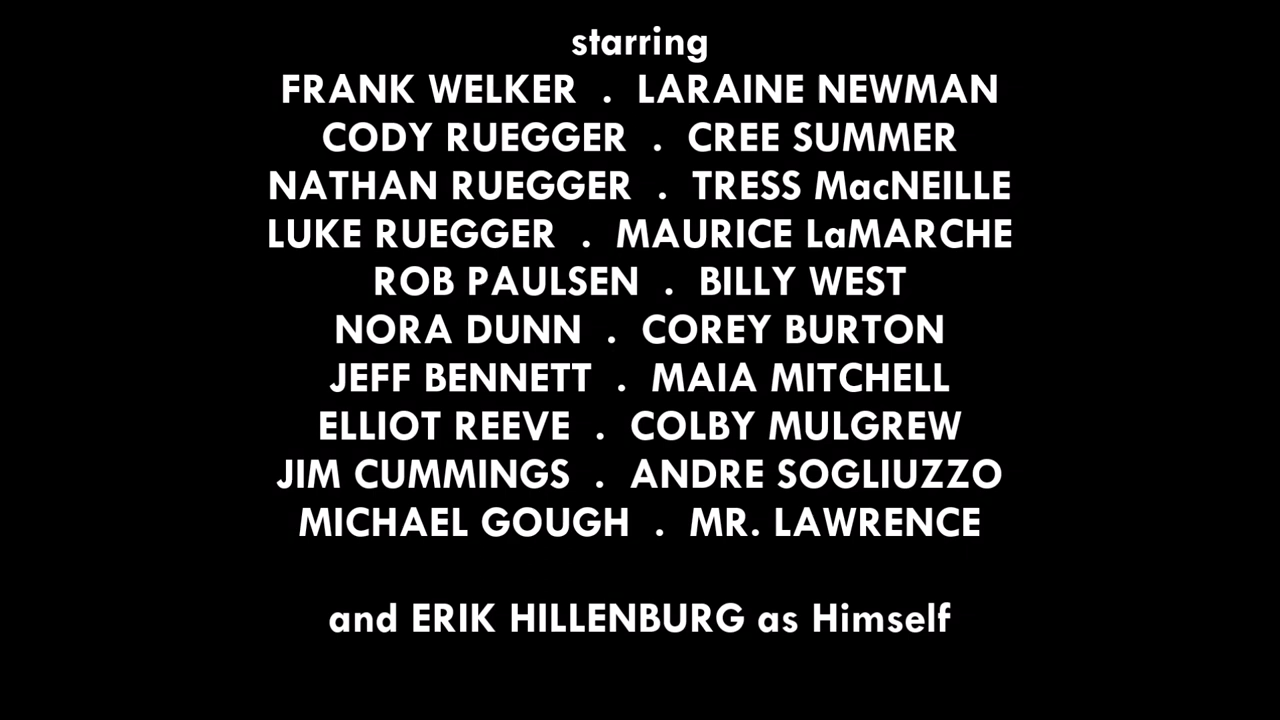 starring
FRANK WELKER . LARAINE NEWMAN
CODY RUEGGER . CREE SUMMER
NATHAN RUEGGER . TRESS MacNEILLE
LUKE RUEGGER . MAURICE LaMARCHE
ROB PAULSEN . BILLY WEST
NORA DUNN . COREY BURTON
JEFF BENNETT . MAIA MITCHELL
ELLIOT REEVE . COLBY MULGREW
JIM CUMMINGS . ANDRE SOGLIUZZO
MICHAEL GOUGH . MR. LAWRENCE
and ERIK HILLENBURG as Himself